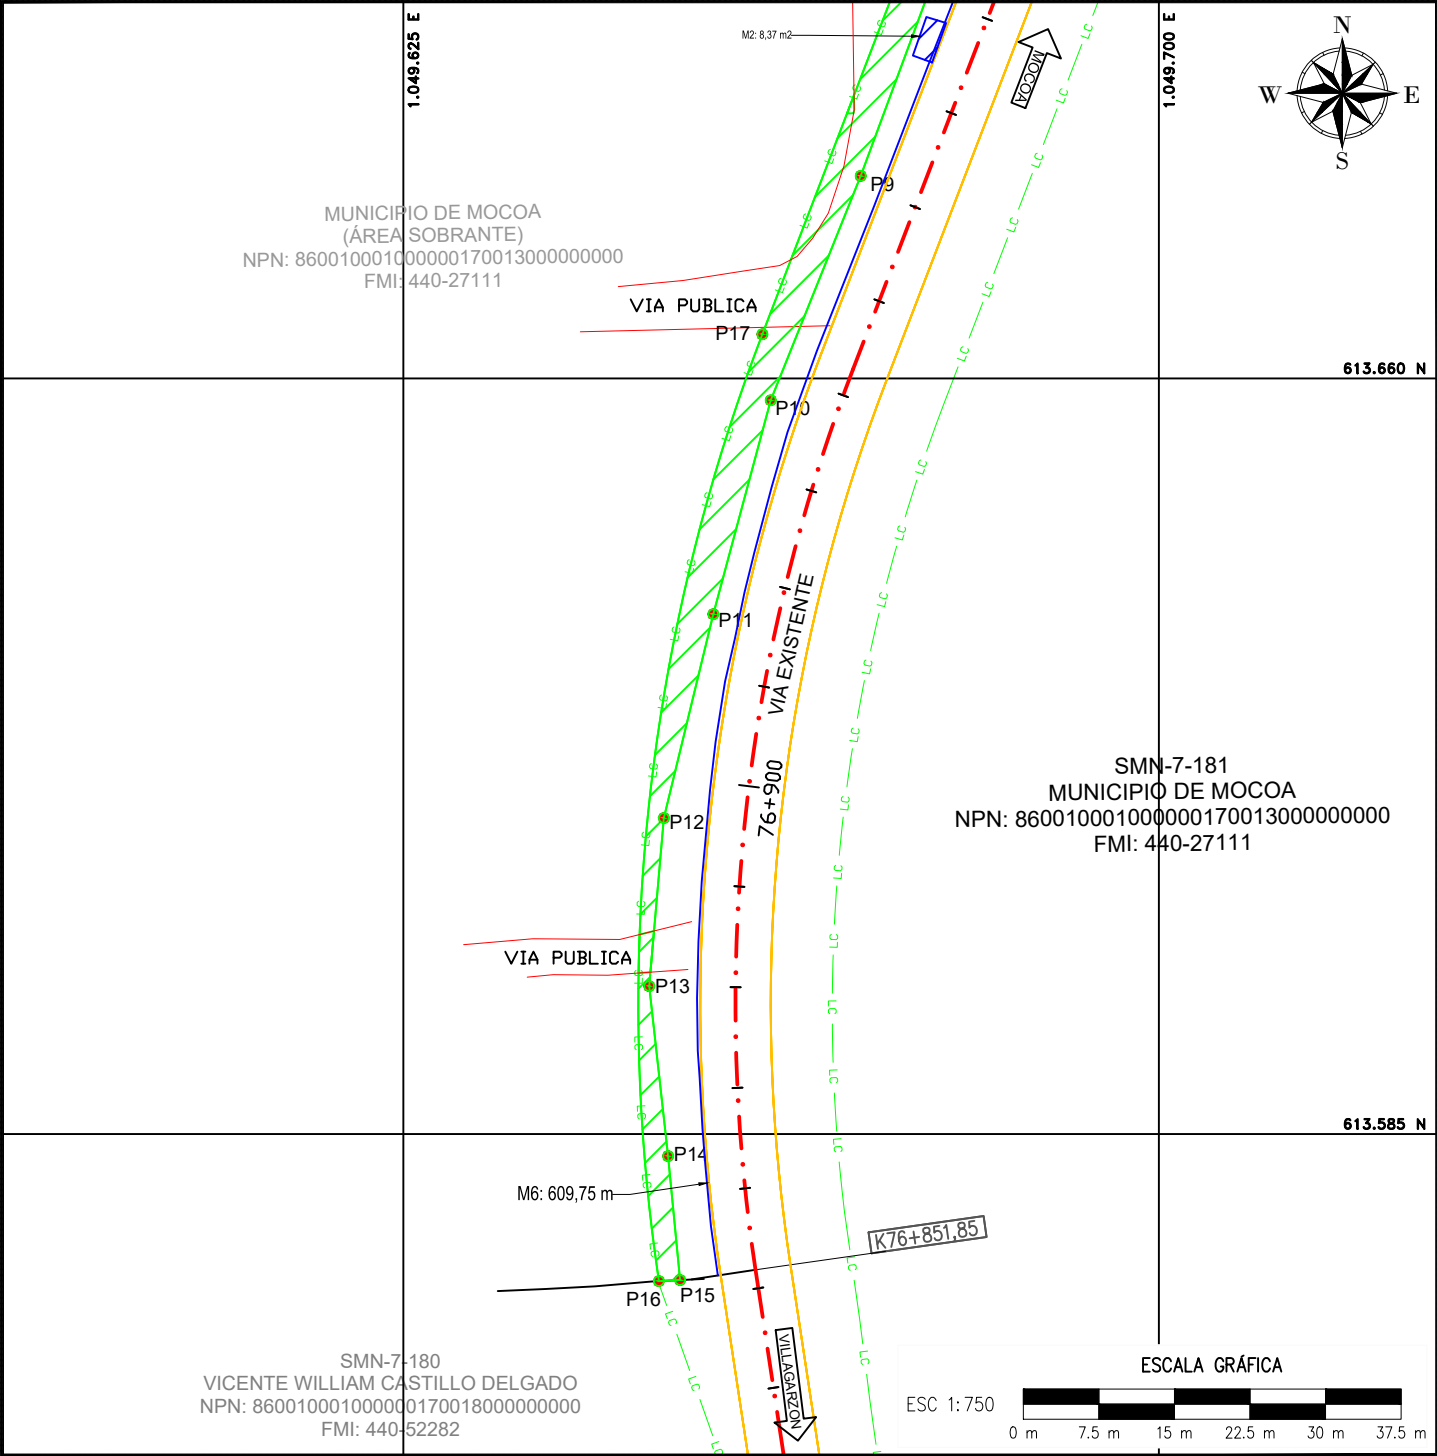 1.049.625 E
M2: 8,37 m2
MOCOA
LC
1.049.700 E
N
W
E
S
P9
MUNICIPIO DE MOCOA
(ÁREA SOBRANTE)
NPN: 860010001000000170013000000000
FMI: 440-27111
VIA PUBLICA
P17
613.660 N
P10
P11
VIA EXISTENTE
76+900
SMN-7-181
MUNICIPIO DE MOCOA
NPN: 860010001000000170013000000000
FMI: 440-27111
P12
VIA PUBLICA
P13
613.585 N
P14
M6: 609,75 m
K76+851,85
P16
P15
VILLAGARZON
SMN-7-180
VICENTE WILLIAM CASTILLO DELGADO
NPN: 860010001000000170018000000000
FMI: 440-52282
ESCALA GRÁFICA
ESC 1:750
0 m 7.5 m 15 m 22.5 m 30 m 37.5 m